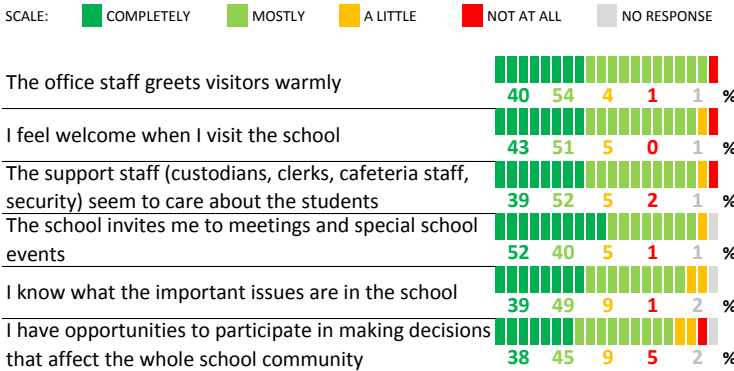 SCALE: COMPLETELY MOSTLY A LITTLE NOT AT ALL NO RESPONSE
The office staff greets visitors warmly
40 54 4 1 1 %
I feel welcome when I visit the school
43 51 5 0 1 %
The support staff (custodians, clerks, cafeteria staff,
security) seem to care about the students
39 52 5 2 1 %
The school invites me to meetings and special school
events
52 40 5 1 1 %
I know what the important issues are in the school
39 49 9 1 2 %
I have opportunities to participate in making decisions
that affect the whole school community
38 45 9 5 2 %